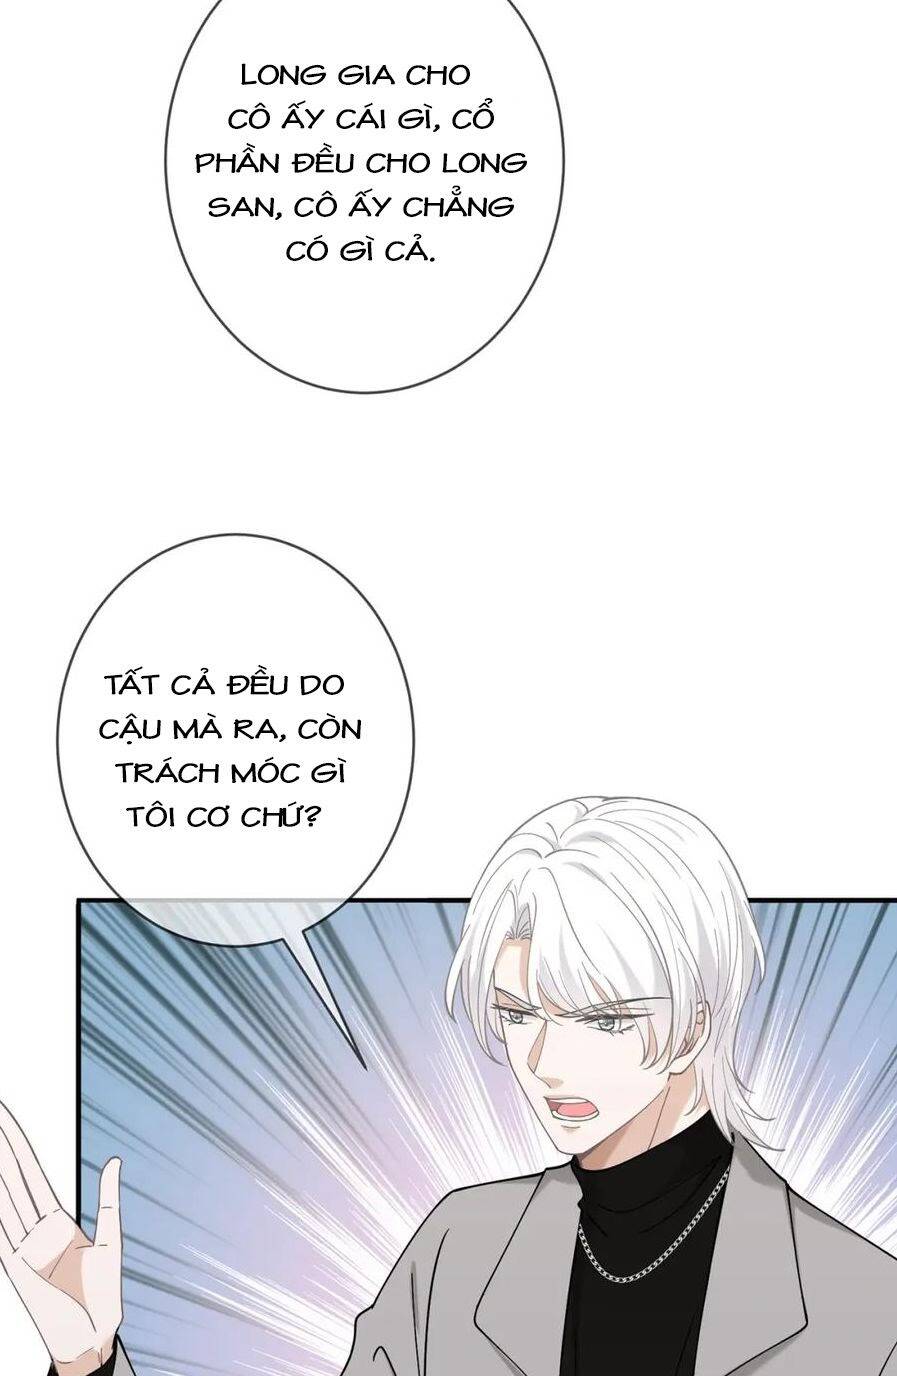 LONG GIA CHO
CÔ ẤY CÁI GÌ, CỔ
PHẦN ĐỀU CHO LONG
SAN, CÔ ẤY CHẲNG
CÓ GÌ CẢ.
TẤT CẢ ĐỀU DO
CẬU MÀ RA, CÒN
TRÁCH MÓC GÌ
TÔI CƠ CHỨ?